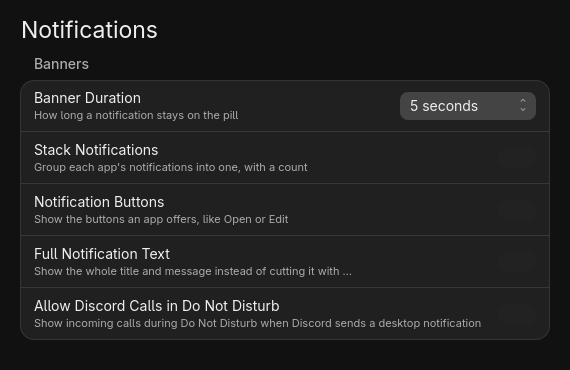 Notifications
Banners
Banner Duration
How long a notification stays on the pill
5 seconds
Stack Notifications
Group each app's notifications into one, with a count
Notification Buttons
Show the buttons an app offers, like Open or Edit
Full Notification Text
Show the whole title and message instead of cutting it with ...
Allow Discord Calls in Do Not Disturb
Show incoming calls during Do Not Disturb when Discord sends a desktop notification